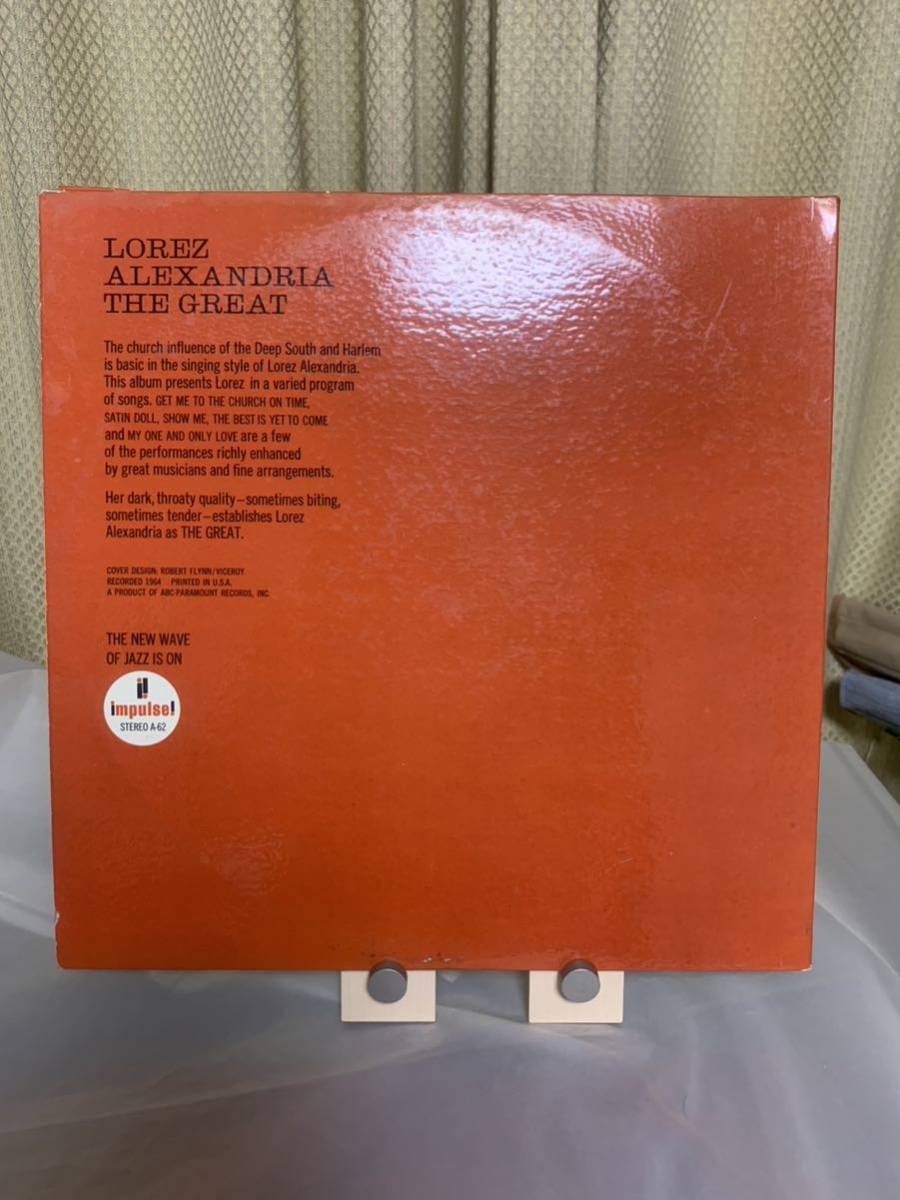 LOREZ
ALEXANDRIA
THE GREAT
The church influence of the Deep South and Harlem
is basic in the singing style of Lorez Alexandria.
This album presents Lorez in a varied program
of songs. GET ME TO THE CHURCH ON TIME,
SATIN DOLL, SHOW ME, THE BEST IS YET TO COME
and MY ONE AND ONLY LOVE are a few
of the performances richly enhanced
by great musicians and fine arrangements.
Her dark, throaty quality—sometimes biting,
sometimes tender—establishes Lorez
Alexandria as THE GREAT.
COVER DESIGN: ROBERT FLYNN/VICEROY
RECORDED 1964 PRINTED IN U.S.A.
A PRODUCT OF ABC-PARAMOUNT RECORDS, INC.
THE NEW WAVE
OF JAZZ IS ON
impulse!
STEREO A-62